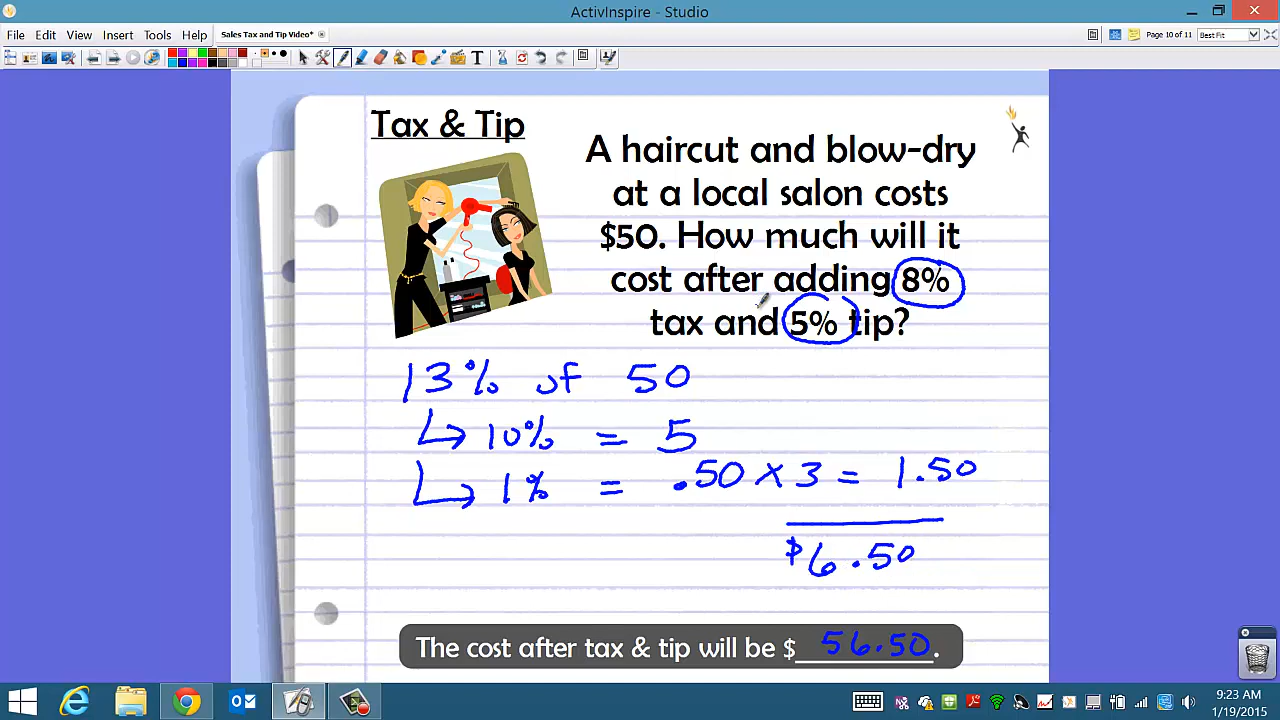 ActivInspire - Studio
File Edit View Insert Tools Help Sales Tax and Tip Video* Page 10 of 11 Best Fit
Tax & Tip
A haircut and blow-dry
at a local salon costs
$50. How much will it
cost after adding 8%
tax and 5% tip?
13% of 50
10% = 5
1% = .50 x 3 = 1.50
$6.50
The cost after tax & tip will be $ 56.50.
9:23 AM
1/19/2015